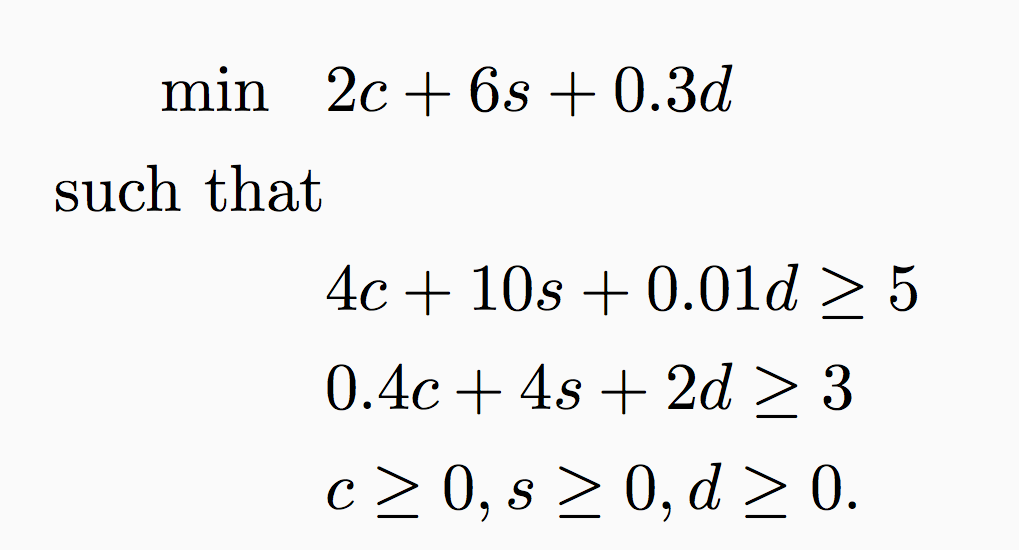 min 2c + 6s + 0.3d
such that
4c + 10s + 0.01d ≥ 5
0.4c + 4s + 2d ≥ 3
c ≥ 0, s ≥ 0, d ≥ 0.